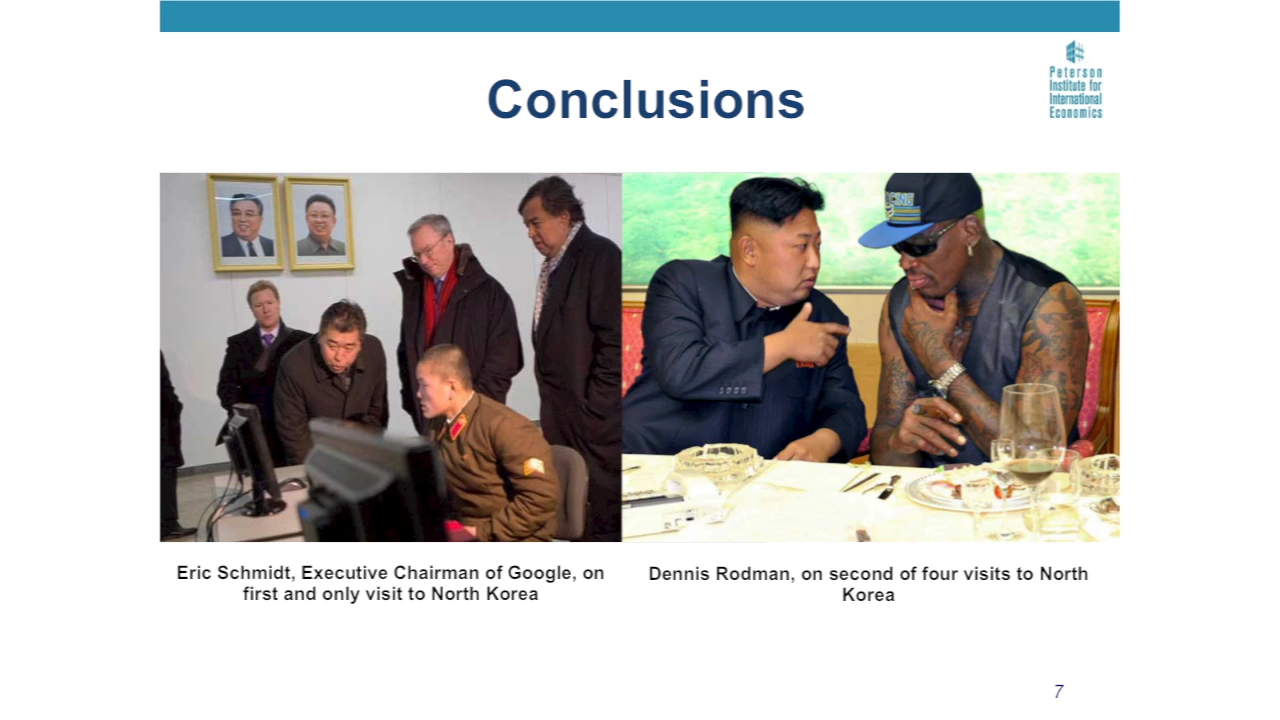 Peterson
Institute for
International
Economics
Conclusions
CING
Eric Schmidt, Executive Chairman of Google, on
first and only visit to North Korea
Dennis Rodman, on second of four visits to North
Korea
7